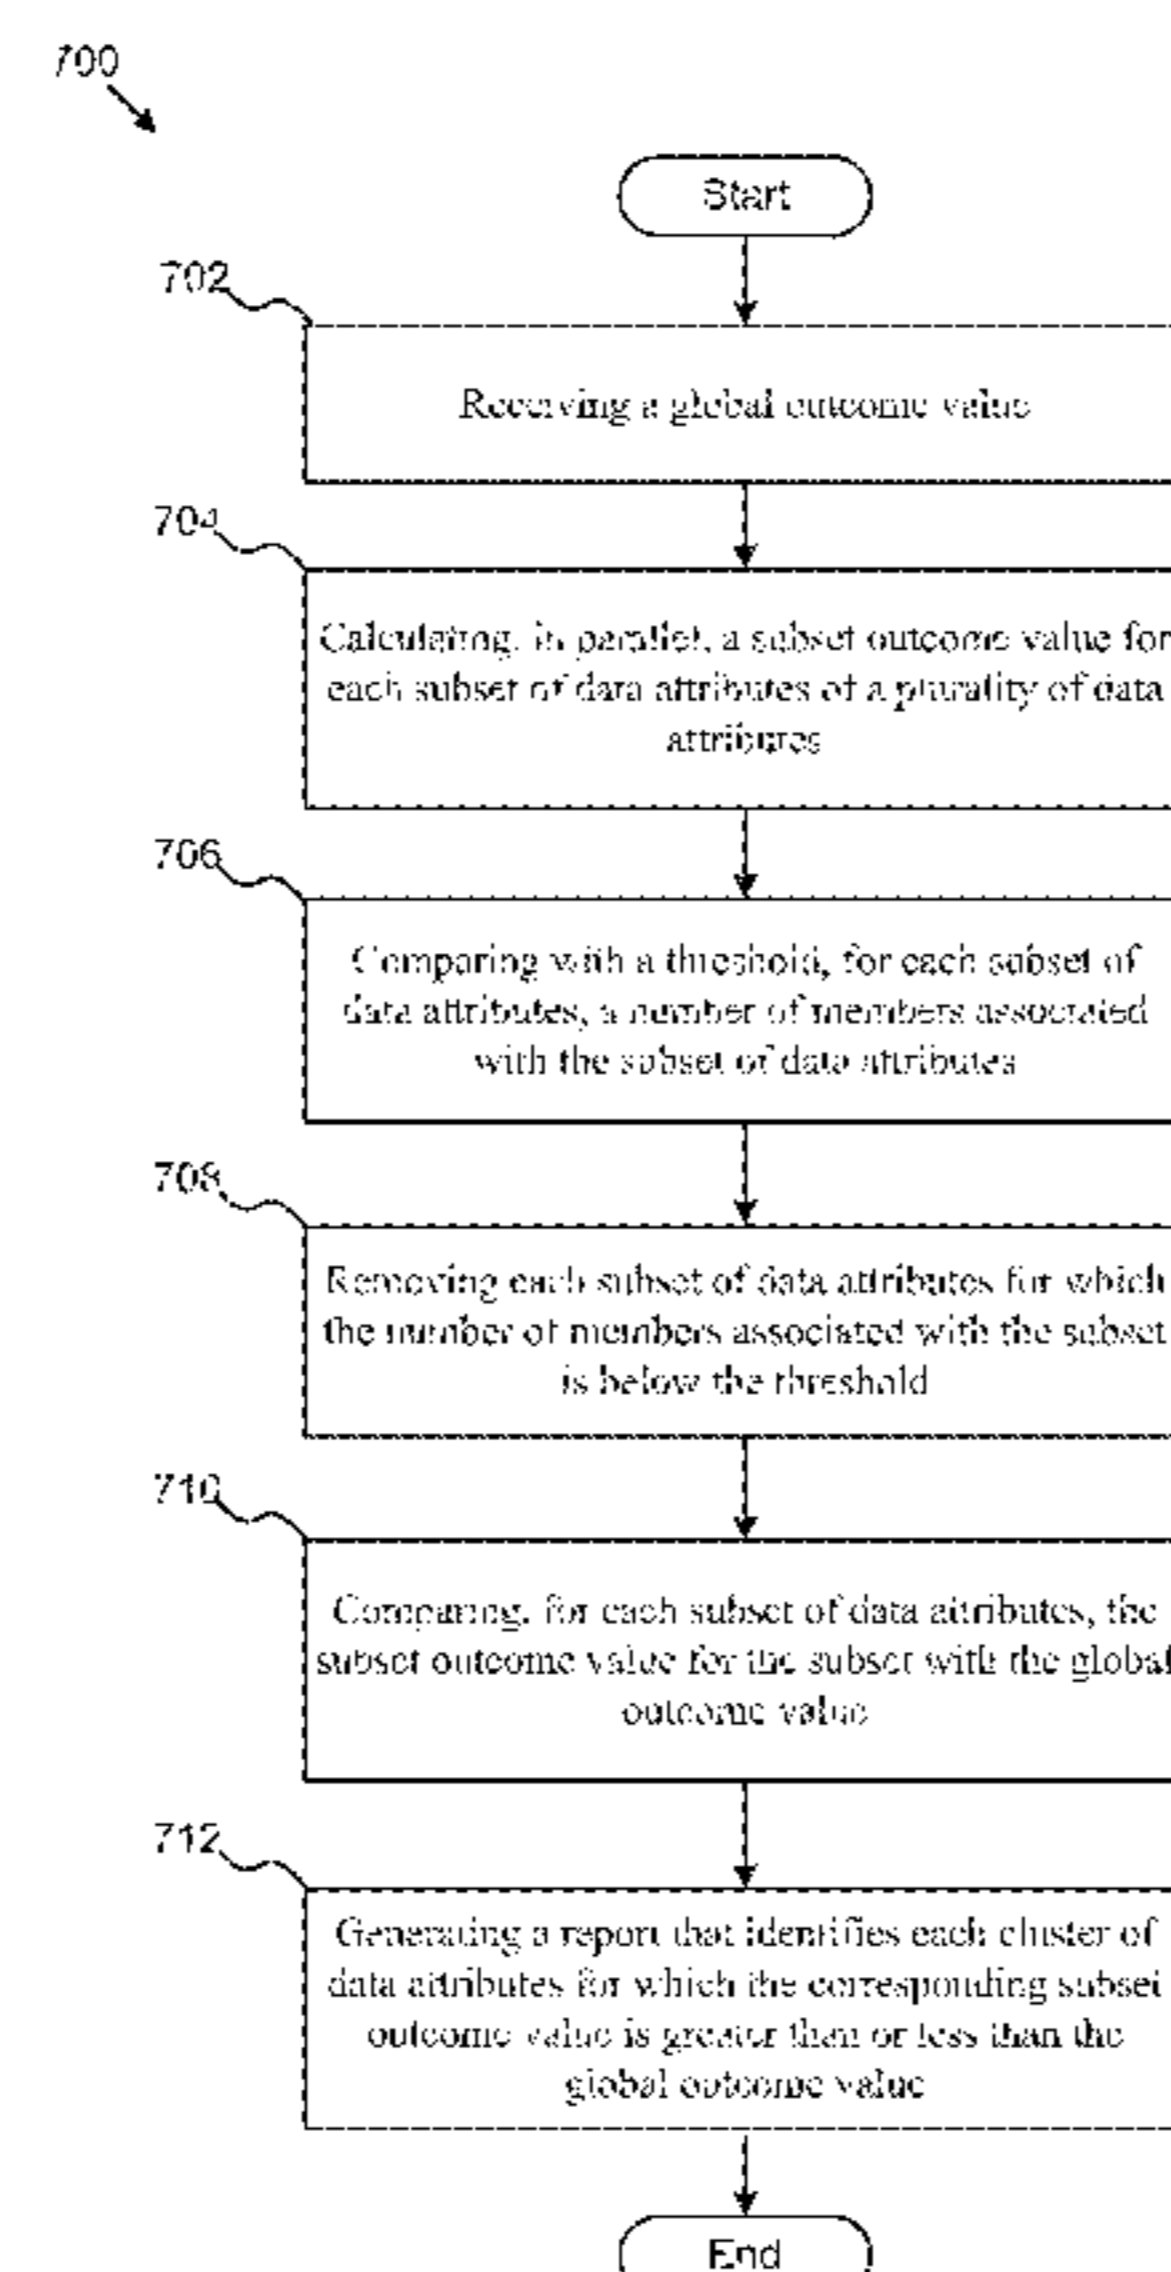 700
Start
702
Receiving a global outcome value
704
Calculating, in parallel, a subset outcome value for
each subset of data attributes of a plurality of data
attributes
706
Comparing with a threshold, for each subset of
data attributes, a number of members associated
with the subset of data attributes
708
Removing each subset of data attributes for which
the number of members associated with the subset
is below the threshold
710
Comparing, for each subset of data attributes, the
subset outcome value for the subset with the global
outcome value
712
Generating a report that identifies each cluster of
data attributes for which the corresponding subset
outcome value is greater than or less than the
global outcome value
End